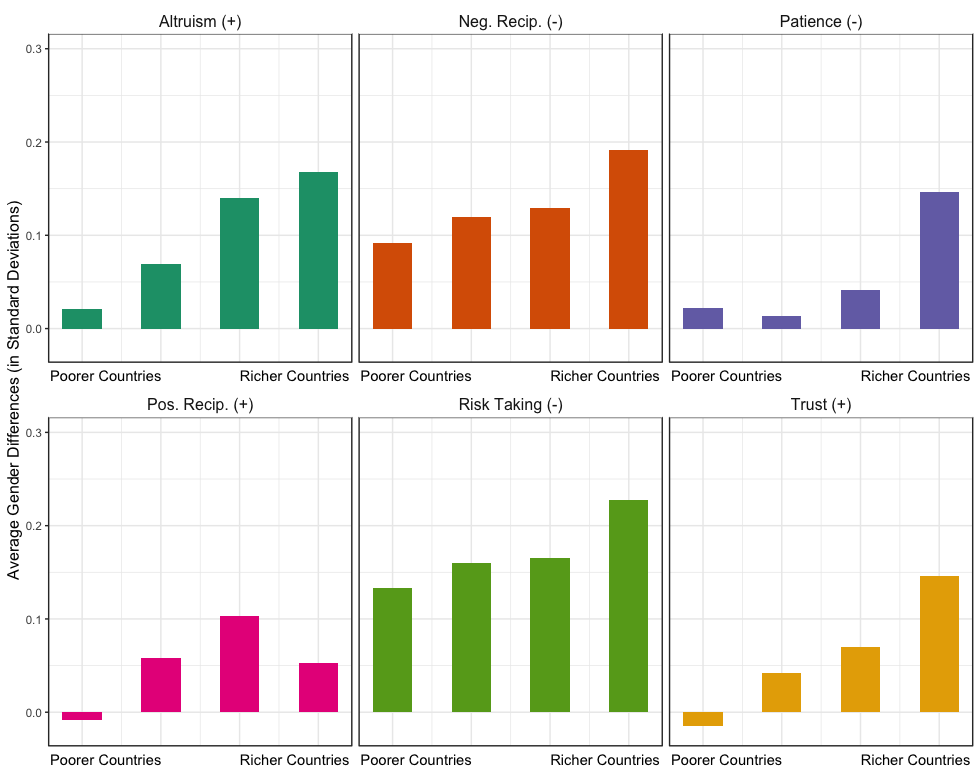 Altruism (+)
Neg. Recip. (-)
Patience (-)
0.3
0.2
0.1
0.0
Poorer Countries
Richer Countries
Poorer Countries
Richer Countries
Poorer Countries
Richer Countries
Average Gender Differences (in Standard Deviations)
Pos. Recip. (+)
Risk Taking (-)
Trust (+)
0.3
0.2
0.1
0.0
Poorer Countries
Richer Countries
Poorer Countries
Richer Countries
Poorer Countries
Richer Countries